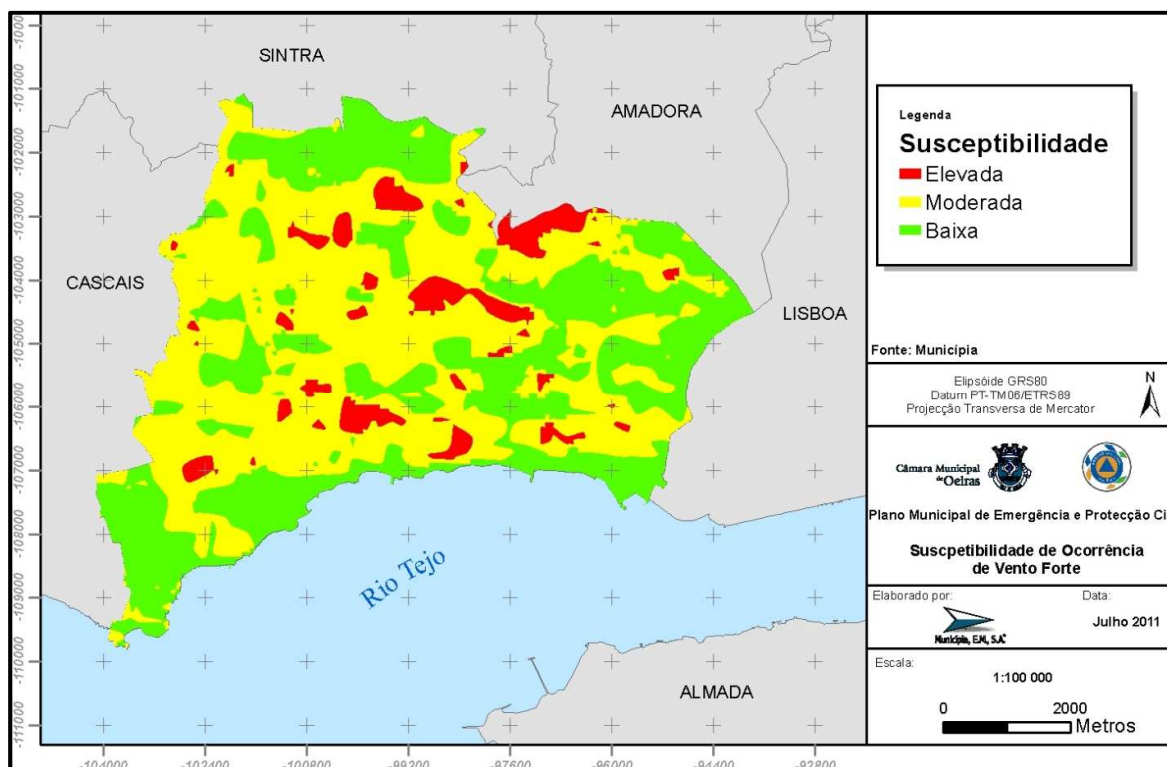 -100000
-101000
-102000
-103000
-104000
-105000
-106000
-107000
-108000
-109000
-110000
-111000
SINTRA
AMADORA
CASCAIS
LISBOA
Rio Tejo
ALMADA
-104000
-102400
-100800
-99200
-97600
-96000
-94400
-92800
Legenda
Susceptibilidade
Elevada
Moderada
Baixa
Fonte: Municípia
Elipsóide GRS80
Datum PT-TM06/ETRS89
Projecção Transversa de Mercator
N
Câmara Municipal
de Oeiras
Plano Municipal de Emergência e Protecção Ci
Suscpetibilidade de Ocorrência
de Vento Forte
Elaborado por:
Municípia, E.M., S.A.
Data:
Julho 2011
Escala:
1:100 000
0 2000
Metros